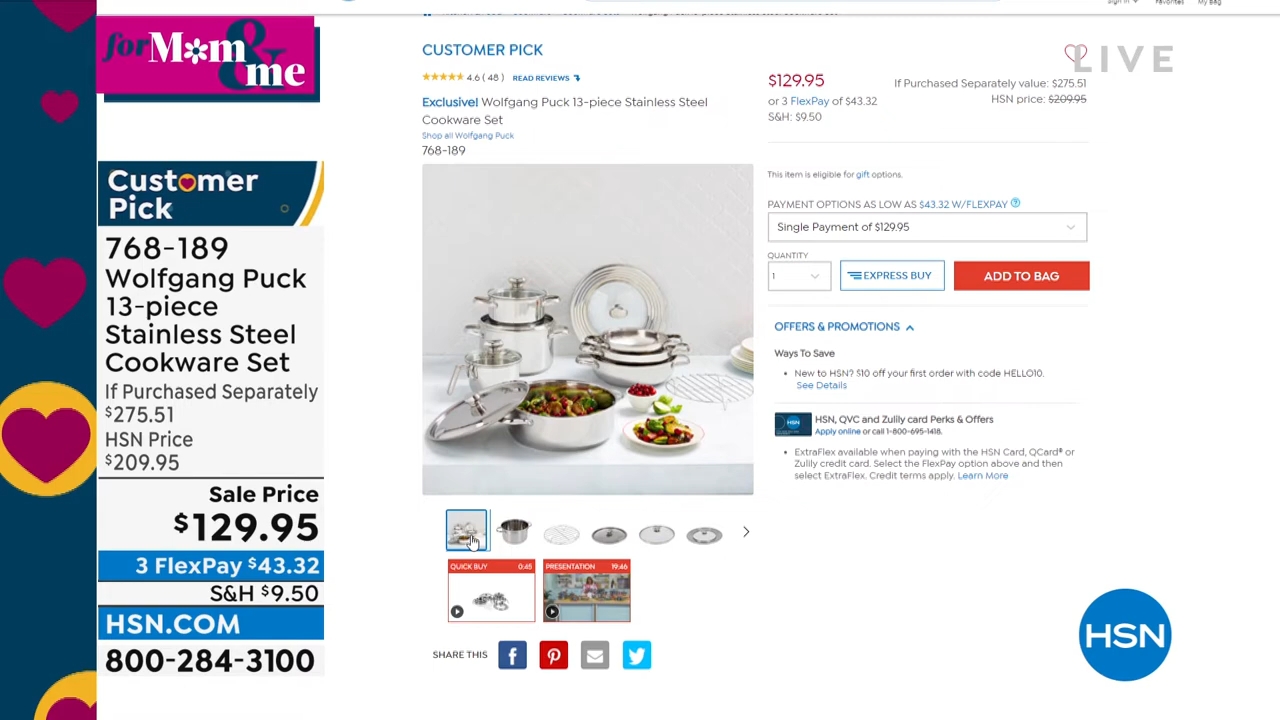 for Mom
& me
Customer
Pick
768-189
Wolfgang Puck
13-piece
Stainless Steel
Cookware Set
If Purchased Separately
$275.51
HSN Price
$209.95
Sale Price
$129.95
3 FlexPay $43.32
S&H $9.50
HSN.COM
800-284-3100
Sign In
Favorites
My Bag
CUSTOMER PICK
4.6 ( 48 ) READ REVIEWS
Exclusive! Wolfgang Puck 13-piece Stainless Steel
Cookware Set
Shop all Wolfgang Puck
768-189
$129.95
or 3 FlexPay of $43.32
S&H: $9.50
If Purchased Separately value: $275.51
HSN price: $209.95
LIVE
This item is eligible for gift options.
PAYMENT OPTIONS AS LOW AS $43.32 W/FLEXPAY ?
Single Payment of $129.95
QUANTITY
1
EXPRESS BUY
ADD TO BAG
OFFERS & PROMOTIONS
Ways To Save
• New to HSN? $10 off your first order with code HELLO10.
See Details
HSN
HSN, QVC and Zulily card Perks & Offers
Apply online or call 1-800-695-1418.
• ExtraFlex available when paying with the HSN Card, QCard® or
Zulily credit card. Select the FlexPay option above and then
select ExtraFlex. Credit terms apply. Learn More
QUICK BUY 0:45
PRESENTATION 19:46
SHARE THIS
HSN